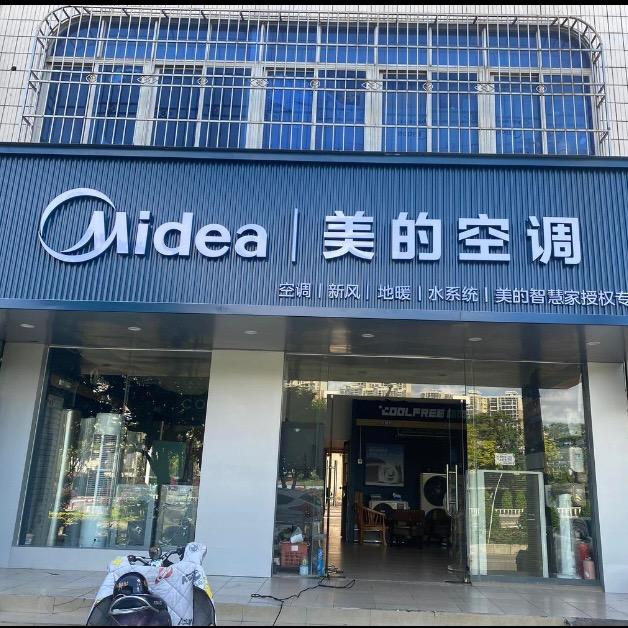 Midea | 美的空调
空调 | 新风 | 地暖 | 水系统 | 美的智慧家授权专
COOLFREE